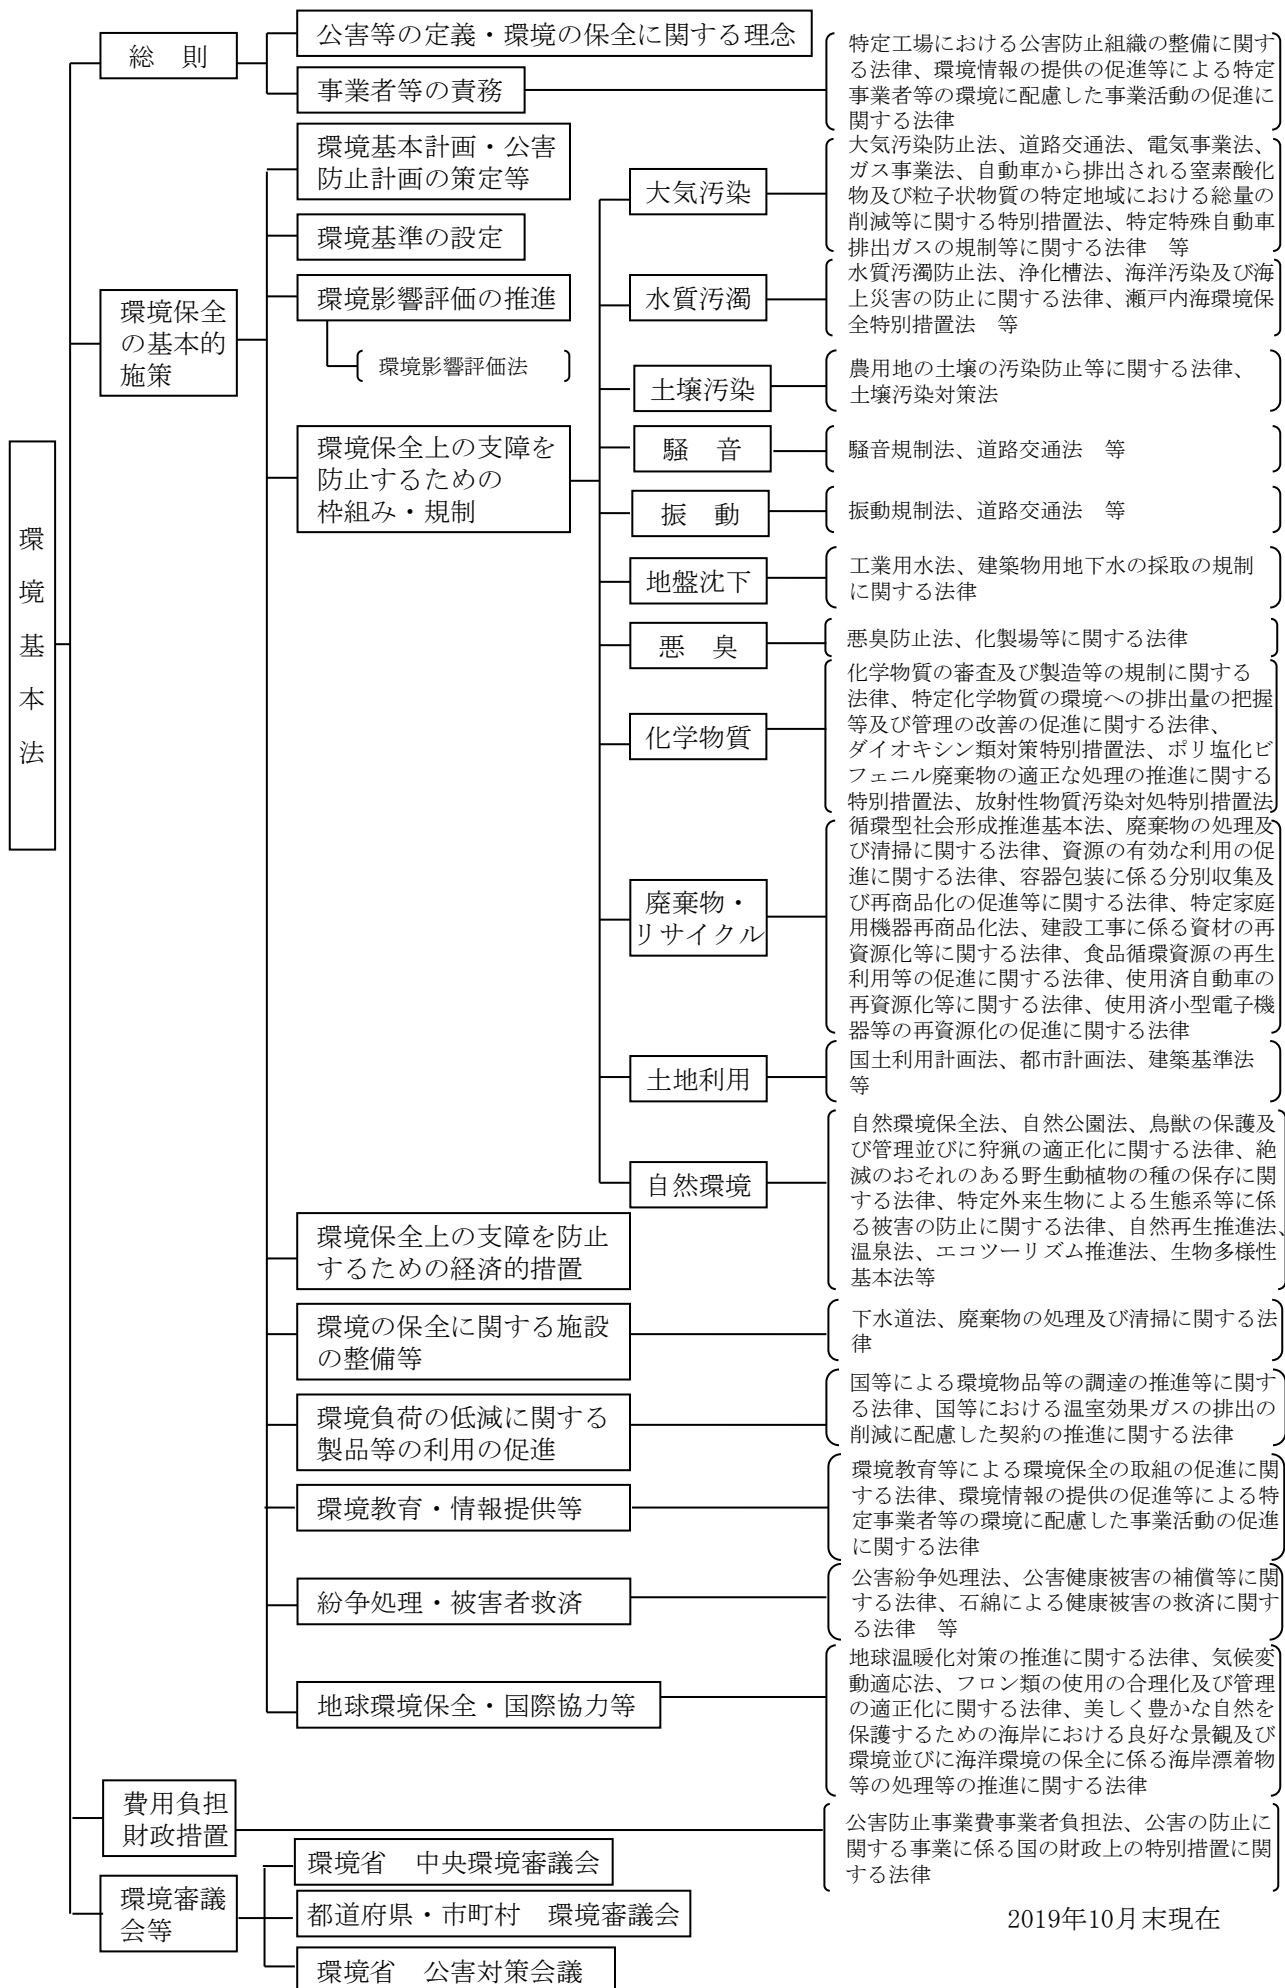 環境基本法
総　則
公害等の定義・環境の保全に関する理念
事業者等の責務
特定工場における公害防止組織の整備に関す
る法律、環境情報の提供の促進等による特定
事業者等の環境に配慮した事業活動の促進に
関する法律
環境保全
の基本的
施策
環境基本計画・公害
防止計画の策定等
環境基準の設定
環境影響評価の推進
環境影響評価法
環境保全上の支障を
防止するための
枠組み・規制
大気汚染
大気汚染防止法、道路交通法、電気事業法、
ガス事業法、自動車から排出される窒素酸化
物及び粒子状物質の特定地域における総量の
削減等に関する特別措置法、特定特殊自動車
排出ガスの規制等に関する法律　等
水質汚濁
水質汚濁防止法、浄化槽法、海洋汚染及び海
上災害の防止に関する法律、瀬戸内海環境保
全特別措置法　等
土壌汚染
農用地の土壌の汚染防止等に関する法律、
土壌汚染対策法
騒　音
騒音規制法、道路交通法　等
振　動
振動規制法、道路交通法　等
地盤沈下
工業用水法、建築物用地下水の採取の規制
に関する法律
悪　臭
悪臭防止法、化製場等に関する法律
化学物質
化学物質の審査及び製造等の規制に関する
法律、特定化学物質の環境への排出量の把握
等及び管理の改善の促進に関する法律、
ダイオキシン類対策特別措置法、ポリ塩化ビ
フェニル廃棄物の適正な処理の推進に関する
特別措置法、放射性物質汚染対処特別措置法
廃棄物・
リサイクル
循環型社会形成推進基本法、廃棄物の処理及
び清掃に関する法律、資源の有効な利用の促
進に関する法律、容器包装に係る分別収集及
び再商品化の促進等に関する法律、特定家庭
用機器再商品化法、建設工事に係る資材の再
資源化等に関する法律、食品循環資源の再生
利用等の促進に関する法律、使用済自動車の
再資源化等に関する法律、使用済小型電子機
器等の再資源化の促進に関する法律
土地利用
国土利用計画法、都市計画法、建築基準法
等
自然環境
自然環境保全法、自然公園法、鳥獣の保護及
び管理並びに狩猟の適正化に関する法律、絶
滅のおそれのある野生動植物の種の保存に関
する法律、特定外来生物による生態系等に係
る被害の防止に関する法律、自然再生推進法、
温泉法、エコツーリズム推進法、生物多様性
基本法等
環境保全上の支障を防止
するための経済的措置
環境の保全に関する施設
の整備等
下水道法、廃棄物の処理及び清掃に関する法
律
環境負荷の低減に関する
製品等の利用の促進
国等による環境物品等の調達の推進等に関す
る法律、国等における温室効果ガスの排出の
削減に配慮した契約の推進に関する法律
環境教育・情報提供等
環境教育等による環境保全の取組の促進に関
する法律、環境情報の提供の促進等による特
定事業者等の環境に配慮した事業活動の促進
に関する法律
紛争処理・被害者救済
公害紛争処理法、公害健康被害の補償等に関
する法律、石綿による健康被害の救済に関す
る法律　等
地球環境保全・国際協力等
地球温暖化対策の推進に関する法律、気候変
動適応法、フロン類の使用の合理化及び管理
の適正化に関する法律、美しく豊かな自然を
保護するための海岸における良好な景観及び
環境並びに海洋環境の保全に係る海岸漂着物
等の処理等の推進に関する法律
費用負担
財政措置
公害防止事業費事業者負担法、公害の防止に
関する事業に係る国の財政上の特別措置に関
する法律
環境審議
会等
環境省　中央環境審議会
都道府県・市町村　環境審議会
環境省　公害対策会議
2019年10月末現在